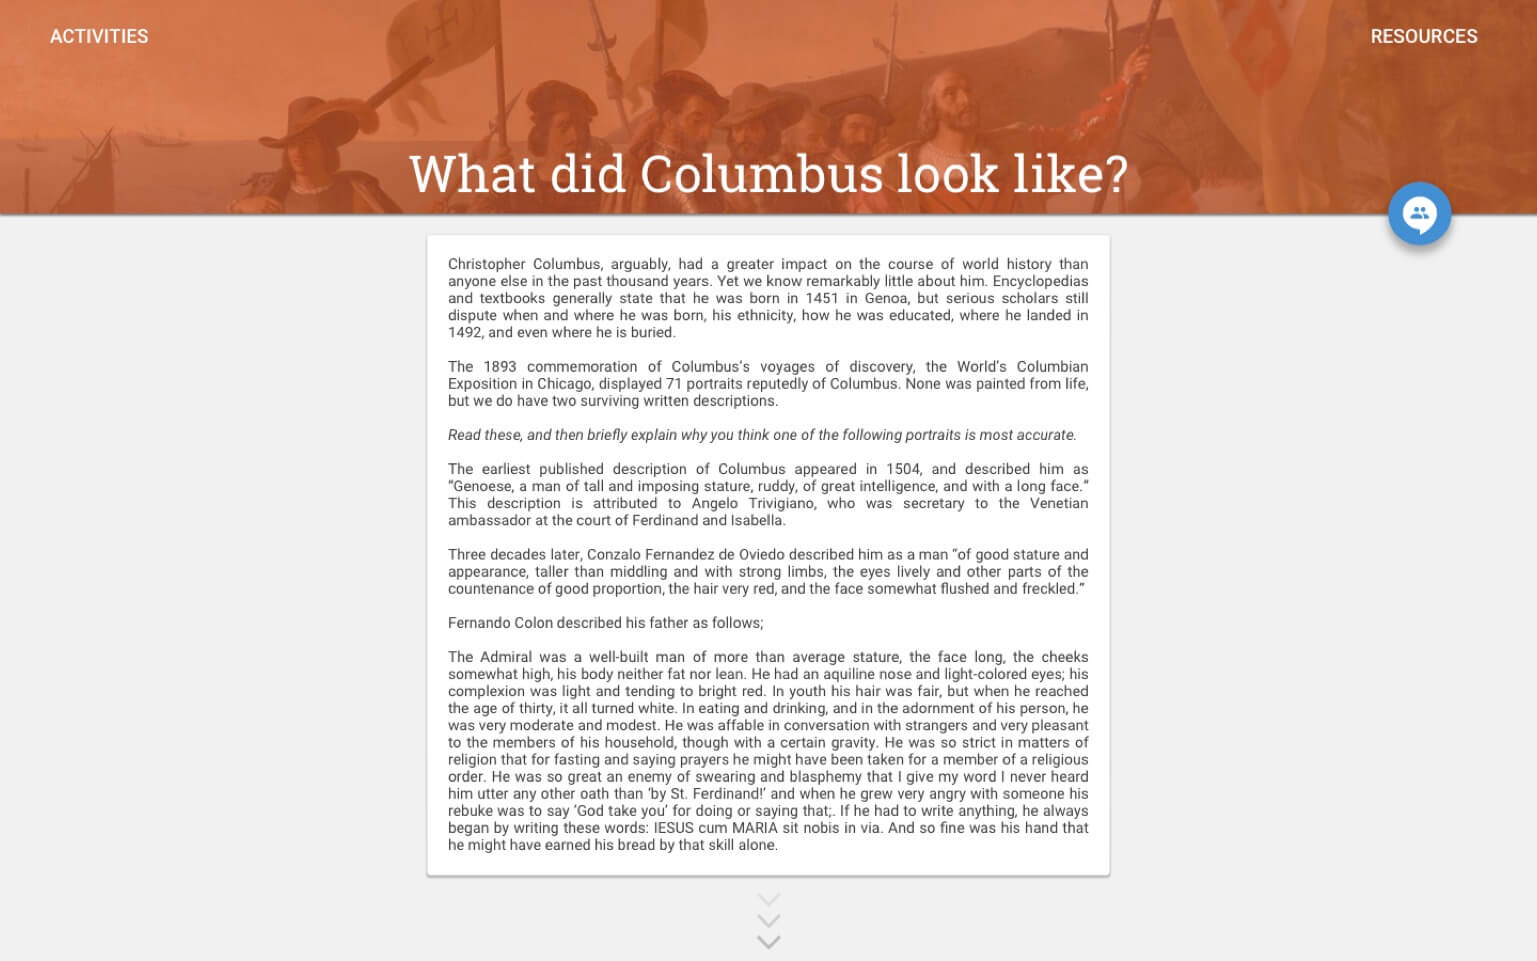 ACTIVITIES
RESOURCES
What did Columbus look like?
Christopher Columbus, arguably, had a greater impact on the course of world history than
anyone else in the past thousand years. Yet we know remarkably little about him. Encyclopedias
and textbooks generally state that he was born in 1451 in Genoa, but serious scholars still
dispute when and where he was born, his ethnicity, how he was educated, where he landed in
1492, and even where he is buried.
The 1893 commemoration of Columbus's voyages of discovery, the World's Columbian
Exposition in Chicago, displayed 71 portraits reputedly of Columbus. None was painted from life,
but we do have two surviving written descriptions.
Read these, and then briefly explain why you think one of the following portraits is most accurate.
The earliest published description of Columbus appeared in 1504, and described him as
“Genoese, a man of tall and imposing stature, ruddy, of great intelligence, and with a long face.”
This description is attributed to Angelo Trivigiano, who was secretary to the Venetian
ambassador at the court of Ferdinand and Isabella.
Three decades later, Conzalo Fernandez de Oviedo described him as a man “of good stature and
appearance, taller than middling and with strong limbs, the eyes lively and other parts of the
countenance of good proportion, the hair very red, and the face somewhat flushed and freckled.”
Fernando Colon described his father as follows;
The Admiral was a well-built man of more than average stature, the face long, the cheeks
somewhat high, his body neither fat nor lean. He had an aquiline nose and light-colored eyes; his
complexion was light and tending to bright red. In youth his hair was fair, but when he reached
the age of thirty, it all turned white. In eating and drinking, and in the adornment of his person, he
was very moderate and modest. He was affable in conversation with strangers and very pleasant
to the members of his household, though with a certain gravity. He was so strict in matters of
religion that for fasting and saying prayers he might have been taken for a member of a religious
order. He was so great an enemy of swearing and blasphemy that I give my word I never heard
him utter any other oath than ‘by St. Ferdinand!’ and when he grew very angry with someone his
rebuke was to say ‘God take you’ for doing or saying that;. If he had to write anything, he always
began by writing these words: IESUS cum MARIA sit nobis in via. And so fine was his hand that
he might have earned his bread by that skill alone.